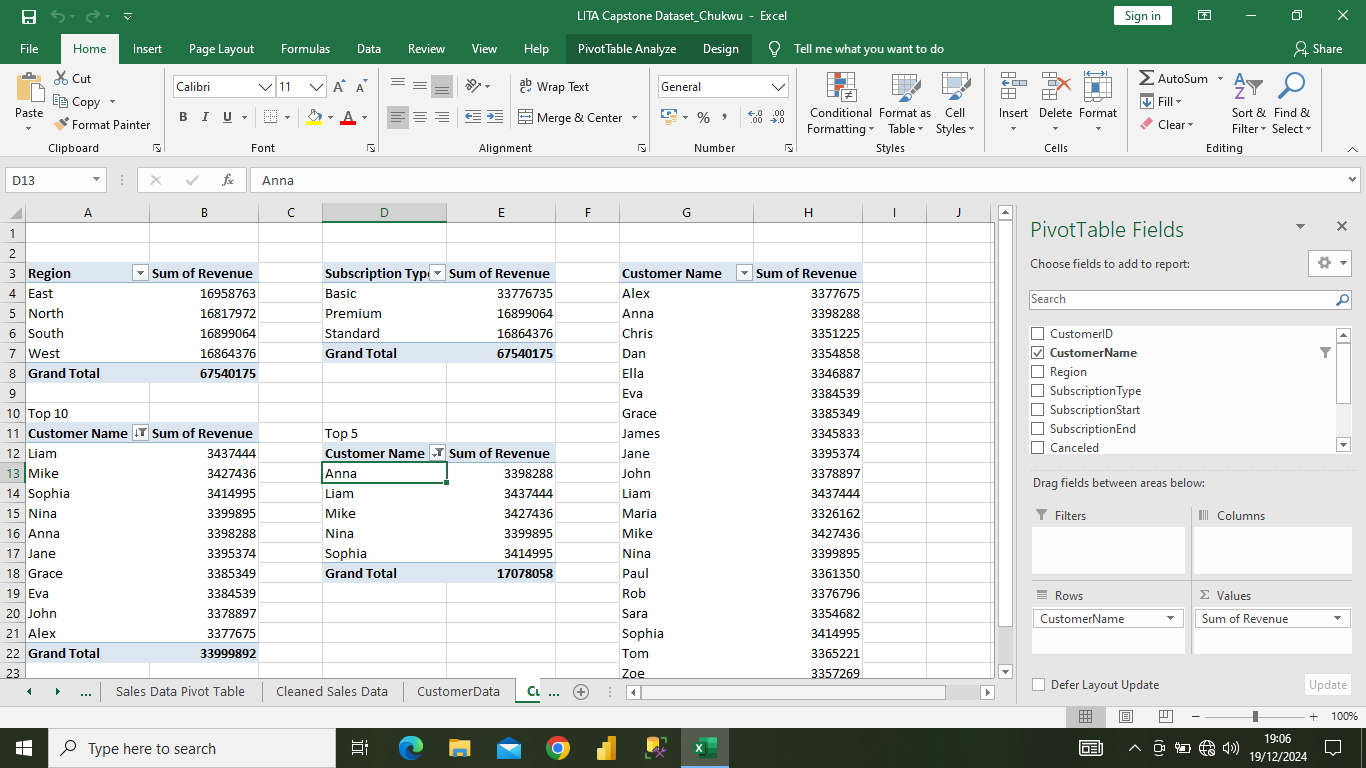 LITA Capstone Dataset_Chukwu - Excel
Sign in
File Home Insert Page Layout Formulas Data Review View Help PivotTable Analyze Design Tell me what you want to do Share
Cut
Copy
Format Painter
Paste
Clipboard
Calibri 11
B I U
Font
Wrap Text
Merge & Center
Alignment
General
Number
Conditional Formatting
Format as Table
Cell Styles
Styles
Insert Delete Format
Cells
AutoSum
Fill
Clear
Sort & Filter
Find & Select
Editing
D13 fx Anna
A B C D E F G H I J
1
2
3 Region Sum of Revenue Subscription Type Sum of Revenue Customer Name Sum of Revenue
4 East 16958763 Basic 33776735 Alex 3377675
5 North 16817972 Premium 16899064 Anna 3398288
6 South 16899064 Standard 16864376 Chris 3351225
7 West 16864376 Grand Total 67540175 Dan 3354858
8 Grand Total 67540175 Ella 3346887
9 Eva 3384539
10 Top 10 Grace 3385349
11 Customer Name Sum of Revenue Top 5 James 3345833
12 Liam 3437444 Customer Name Sum of Revenue Jane 3395374
13 Mike 3427436 Anna 3398288 John 3378897
14 Sophia 3414995 Liam 3437444 Liam 3437444
15 Nina 3399895 Mike 3427436 Maria 3326162
16 Anna 3398288 Nina 3399895 Mike 3427436
17 Jane 3395374 Sophia 3414995 Nina 3399895
18 Grace 3385349 Grand Total 17078058 Paul 3361350
19 Eva 3384539 Rob 3376796
20 John 3378897 Sara 3354682
21 Alex 3377675 Sophia 3414995
22 Grand Total 33999892 Tom 3365221
23 Zoe 3357269
... Sales Data Pivot Table Cleaned Sales Data CustomerData Cu ...
PivotTable Fields
Choose fields to add to report:
Search
CustomerID
CustomerName
Region
SubscriptionType
SubscriptionStart
SubscriptionEnd
Canceled
Drag fields between areas below:
Filters Columns
Rows Values
CustomerName Sum of Revenue
Defer Layout Update Update
100%
Type here to search
19:06
19/12/2024